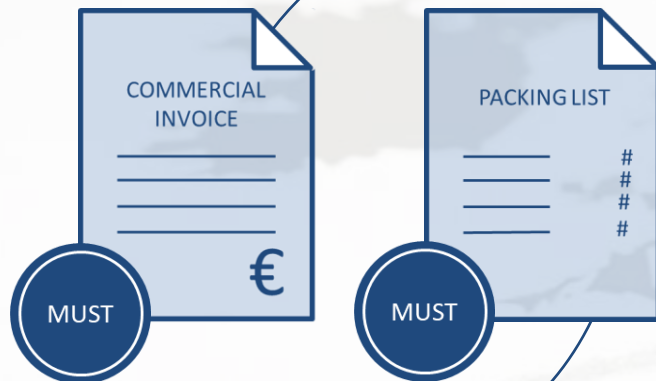 COMMERCIAL
INVOICE
€
MUST
PACKING LIST
#
#
#
#
MUST